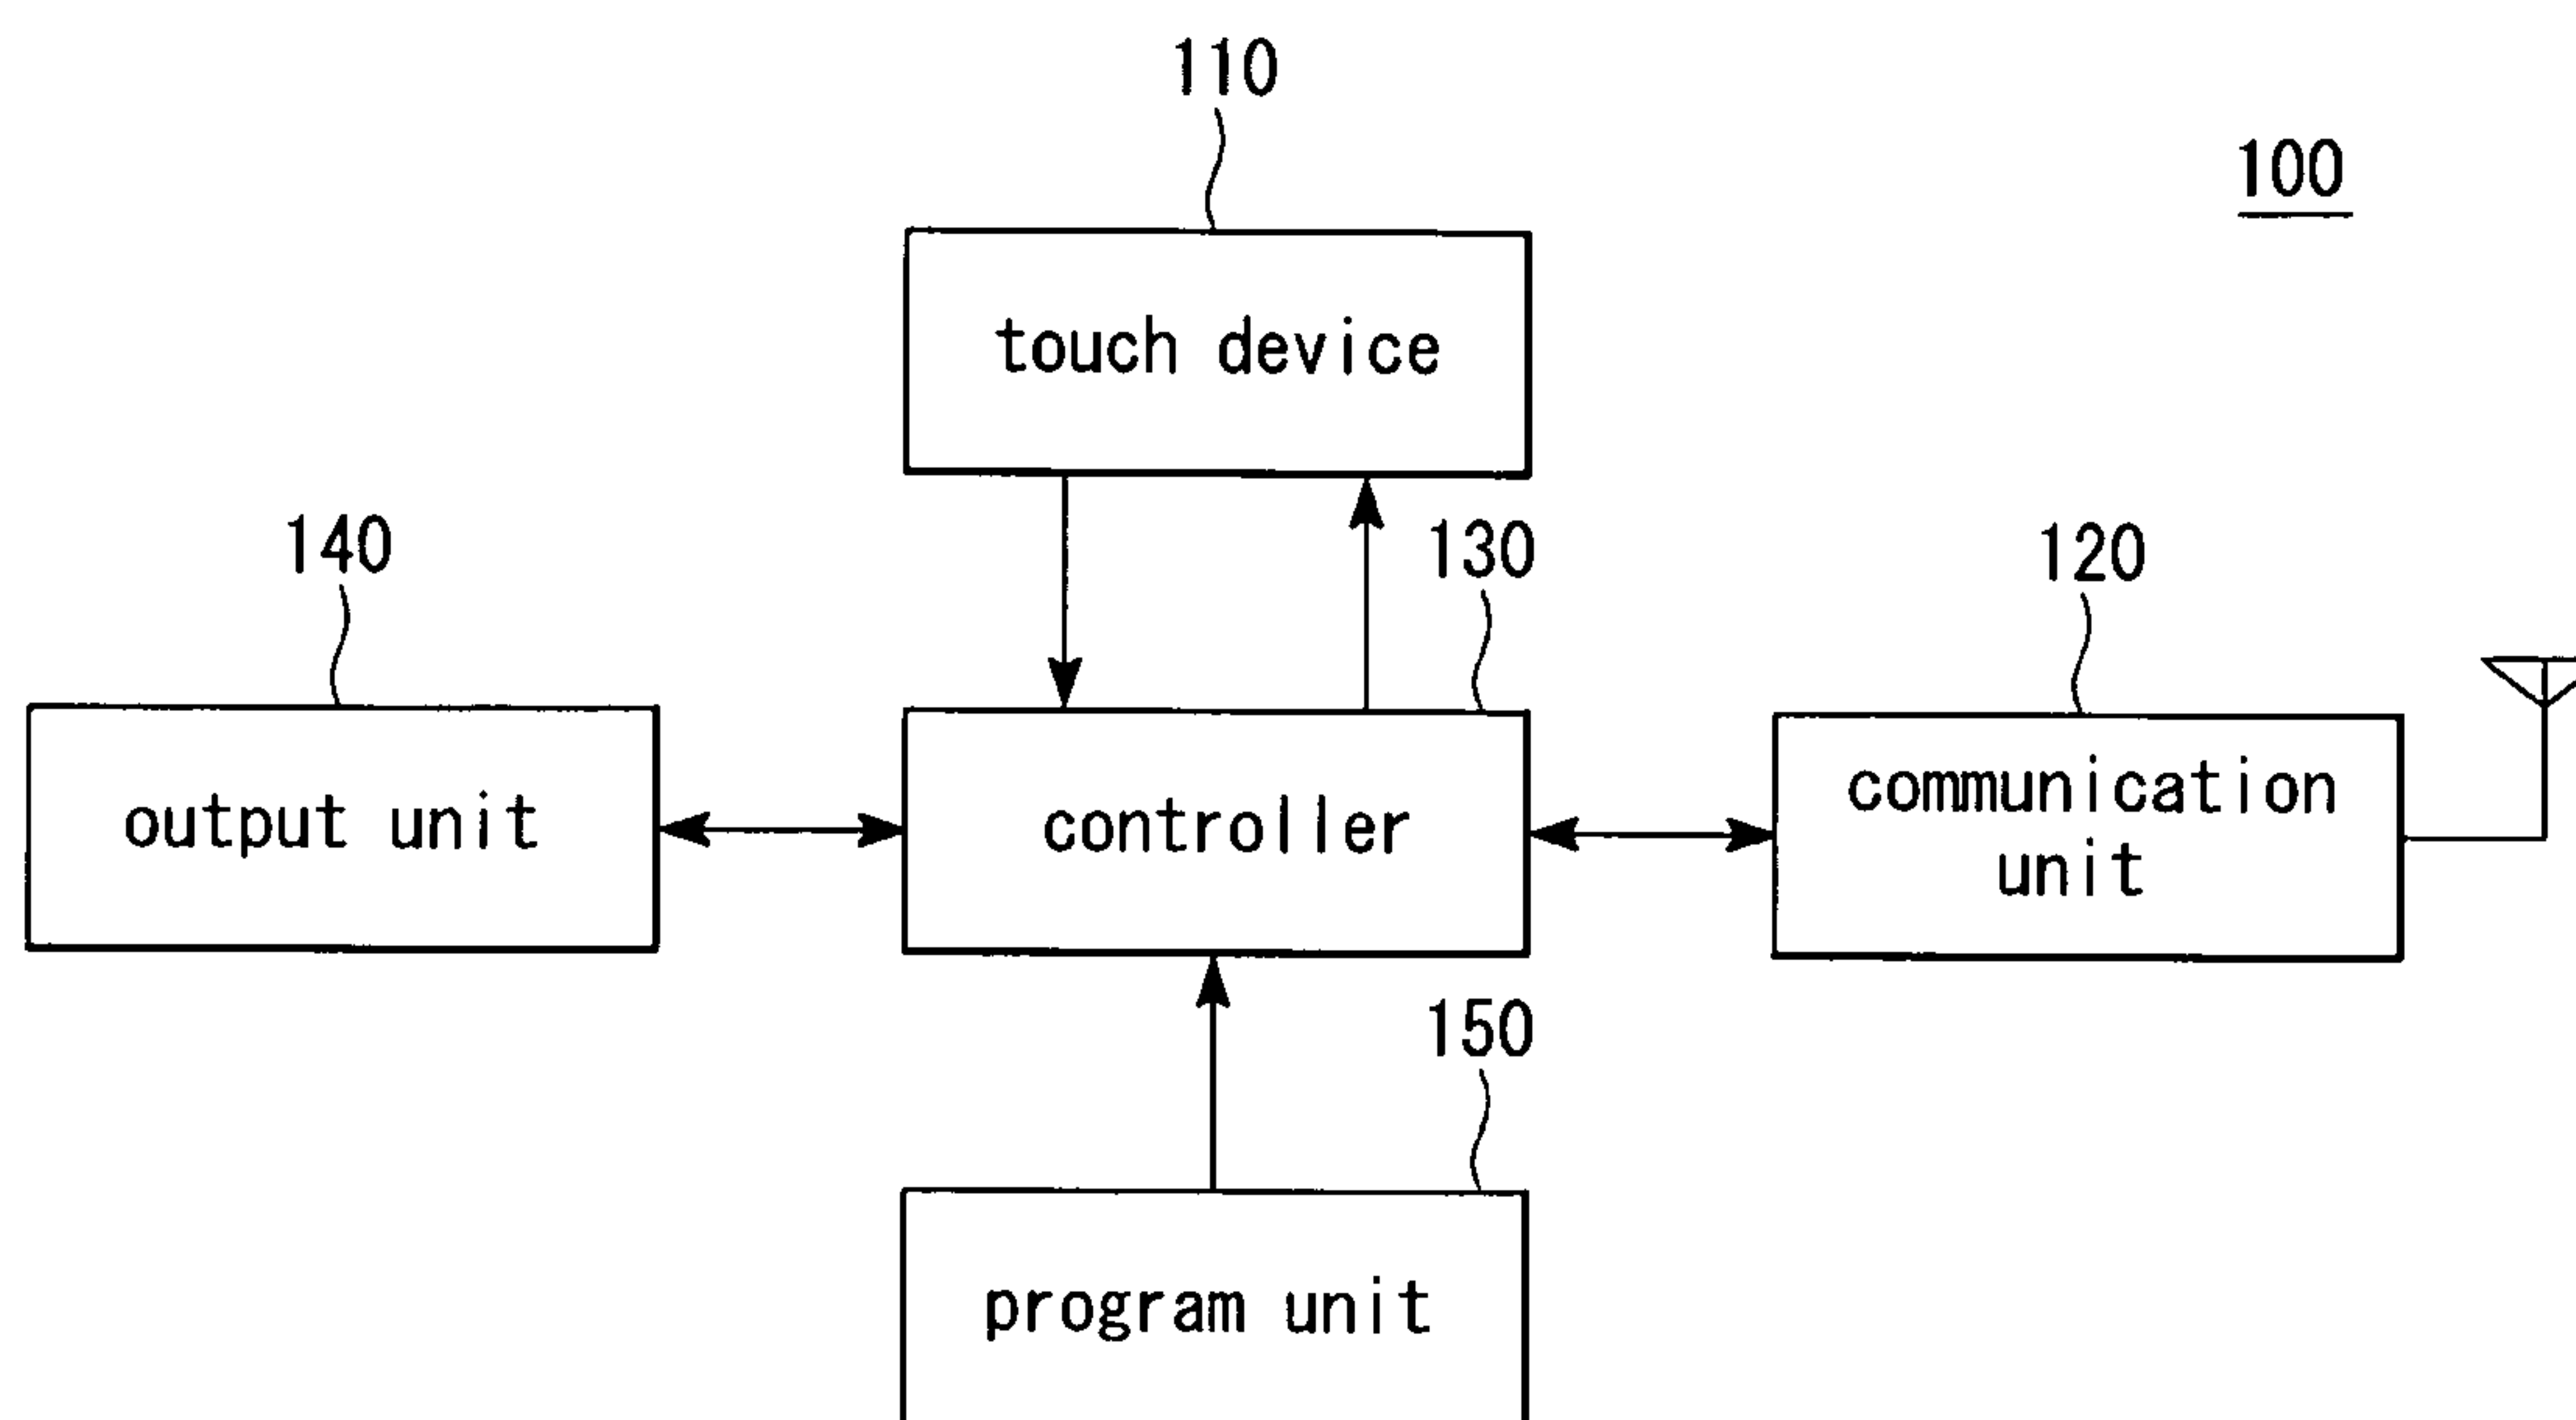 110
100
touch device
140
130
120
output unit
controller
communication
unit
150
program unit